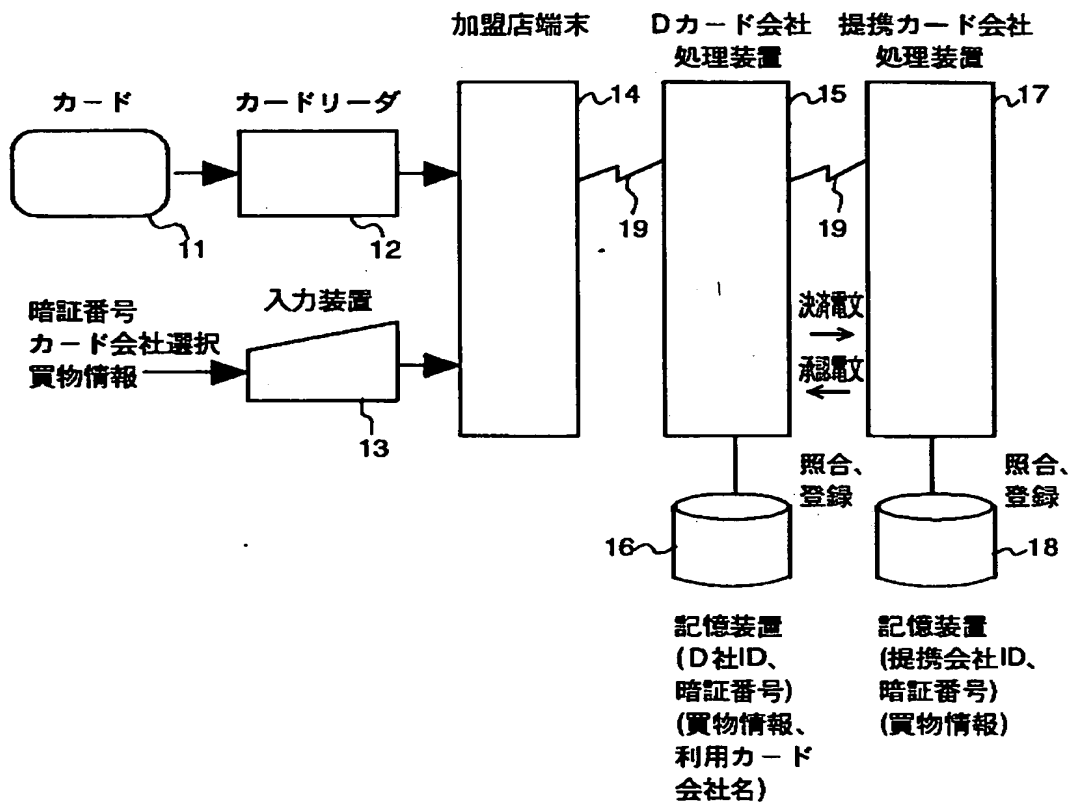 加盟店端末
Dカード会社
処理装置
提携カード会社
処理装置
カード
カードリーダ
14
15
17
11
12
19
19
暗証番号
カード会社選択
買物情報
入力装置
13
決済電文
承認電文
照合、
登録
照合、
登録
16
18
記憶装置
(D社ID、
暗証番号)
(買物情報、
利用カード
会社名)
記憶装置
(提携会社ID、
暗証番号)
(買物情報)